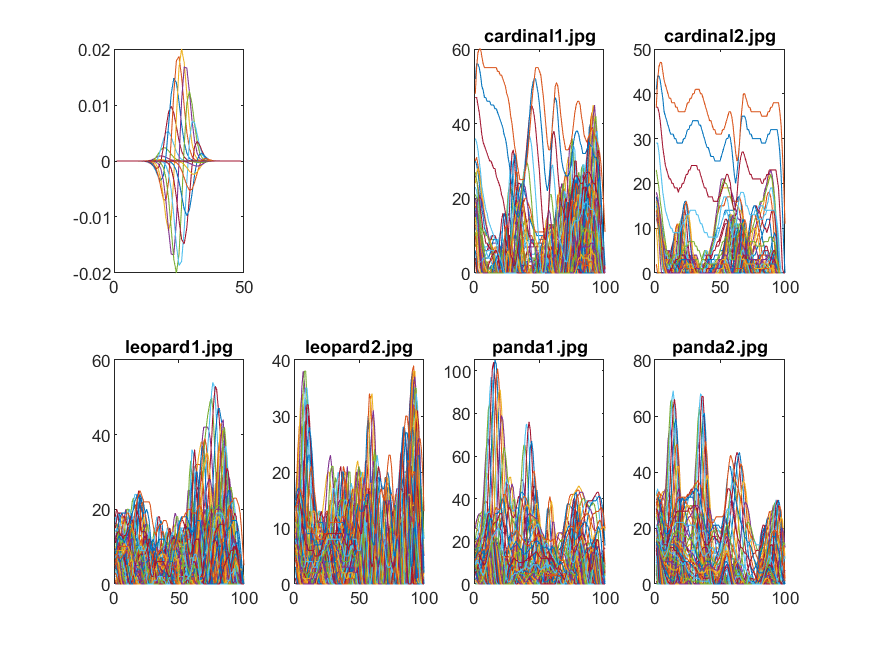 cardinal1.jpg cardinal2.jpg
0.02 60 50
0.01 40
40
0 30
20 20
-0.01
10
-0.02 0 0
0 50 0 50 100 0 50 100
leopard1.jpg leopard2.jpg panda1.jpg panda2.jpg
60 40 80
100
30 80 60
40
20 60 40
20 40
10 20
20
0 0 0 0
0 50 100 0 50 100 0 50 100 0 50 100